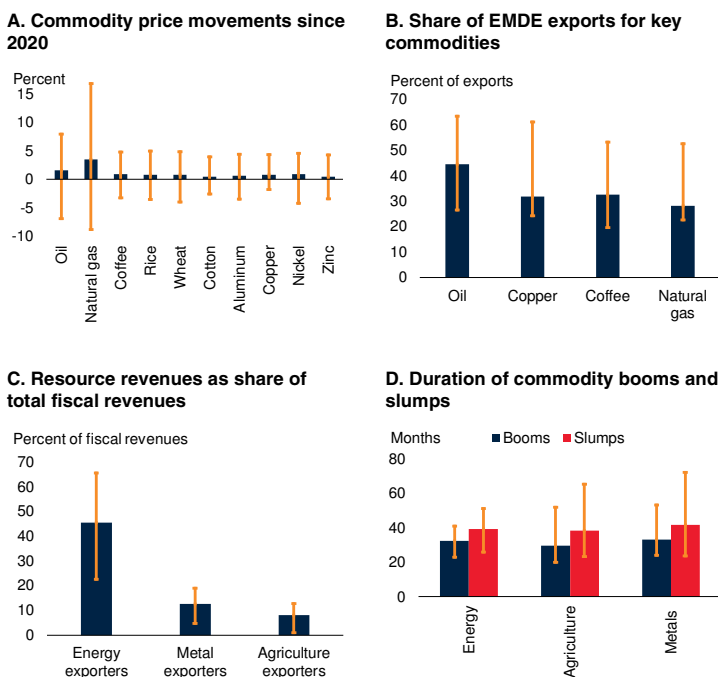 A. Commodity price movements since
2020
Percent
15
10
5
0
-5
-10
Oil
Natural gas
Coffee
Rice
Wheat
Cotton
Aluminum
Copper
Nickel
Zinc
B. Share of EMDE exports for key
commodities
Percent of exports
70
60
50
40
30
20
10
0
Oil Copper Coffee Natural
gas
C. Resource revenues as share of
total fiscal revenues
Percent of fiscal revenues
70
60
50
40
30
20
10
0
Energy Metal Agriculture
exporters exporters exporters
D. Duration of commodity booms and
slumps
Months Booms Slumps
80
60
40
20
0
Energy
Agriculture
Metals